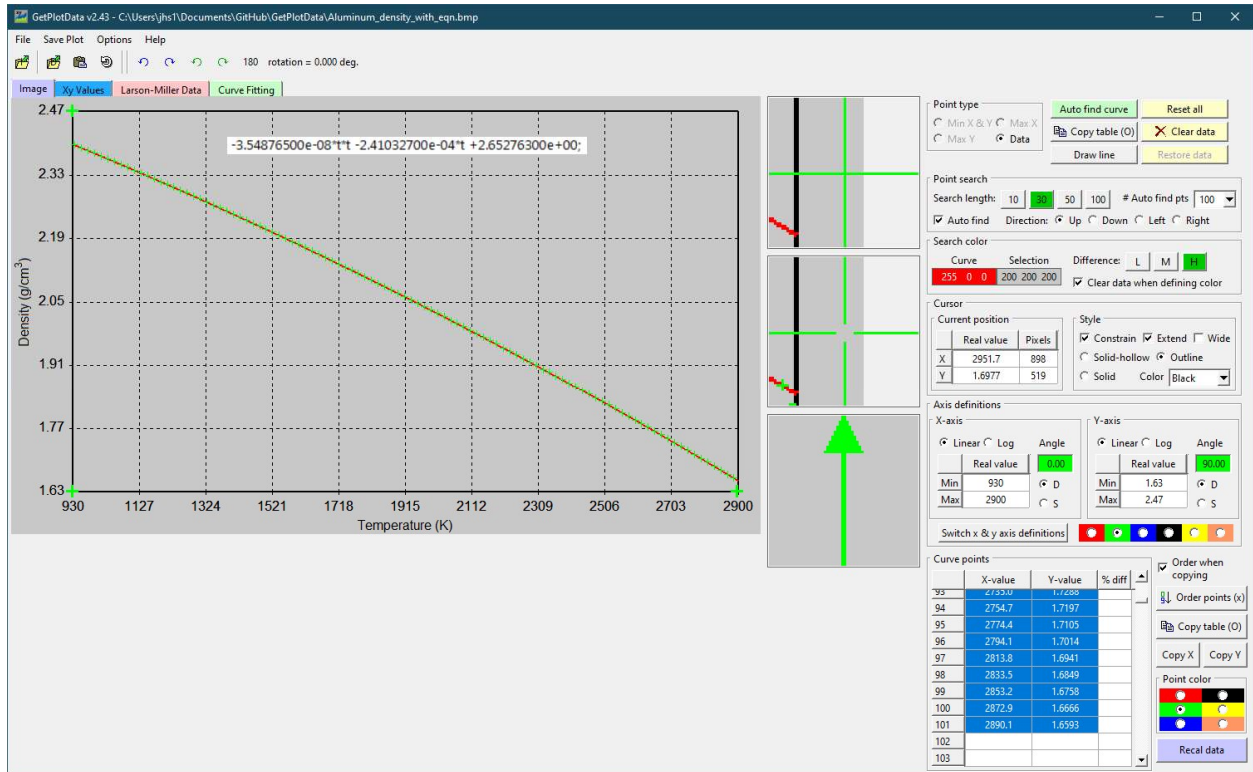 GetPlotData v2.43 - C:\Users\jhs1\Documents\GitHub\GetPlotData\Aluminum_density_with_eqn.bmp
File Save Plot Options Help
180 rotation = 0.000 deg.
Image Xy Values Larson-Miller Data Curve Fitting
2.47
2.33
2.19
2.05
1.91
1.77
1.63
Density (g/cm³)
-3.54876500e-08*t*t -2.41032700e-04*t +2.65276300e+00;
930 1127 1324 1521 1718 1915 2112 2309 2506 2703 2900
Temperature (K)
Point type
Min X & Y Max X
Max Y Data
Auto find curve Reset all
Copy table (O) Clear data
Draw line Restore data
Point search
Search length: 10 30 50 100 # Auto find pts 100
Auto find Direction: Up Down Left Right
Search color
Curve Selection Difference: L M H
255 0 0 200 200 200 Clear data when defining color
Cursor
Current position
Real value Pixels
X 2951.7 898
Y 1.6977 519
Style
Constrain Extend Wide
Solid-hollow Outline
Solid Color Black
Axis definitions
X-axis
Linear Log Angle
Real value 0.00
Min 930 D
Max 2900 S
Y-axis
Linear Log Angle
Real value 90.00
Min 1.63 D
Max 2.47 S
Switch x & y axis definitions
Curve points
X-value Y-value % diff
93 2735.0 1.7288
94 2754.7 1.7197
95 2774.4 1.7105
96 2794.1 1.7014
97 2813.8 1.6941
98 2833.5 1.6849
99 2853.2 1.6758
100 2872.9 1.6666
101 2890.1 1.6593
102
103
Order when
copying
Order points (x)
Copy table (O)
Copy X Copy Y
Point color
Recal data